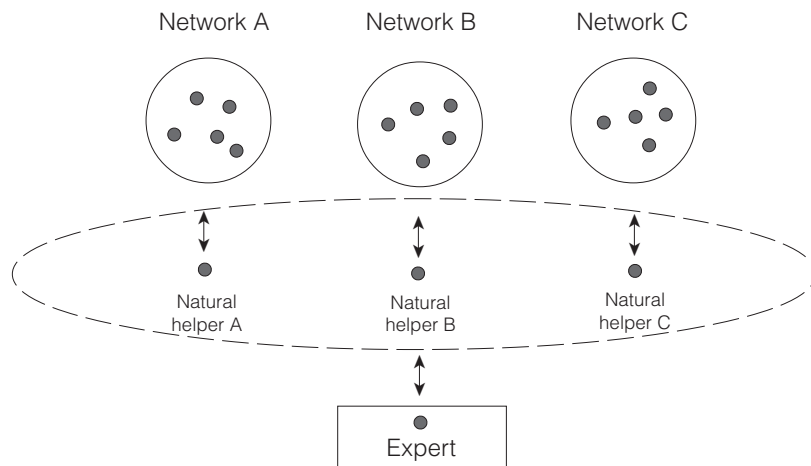 Network A
Network B
Network C
Natural
helper A
Natural
helper B
Natural
helper C
Expert